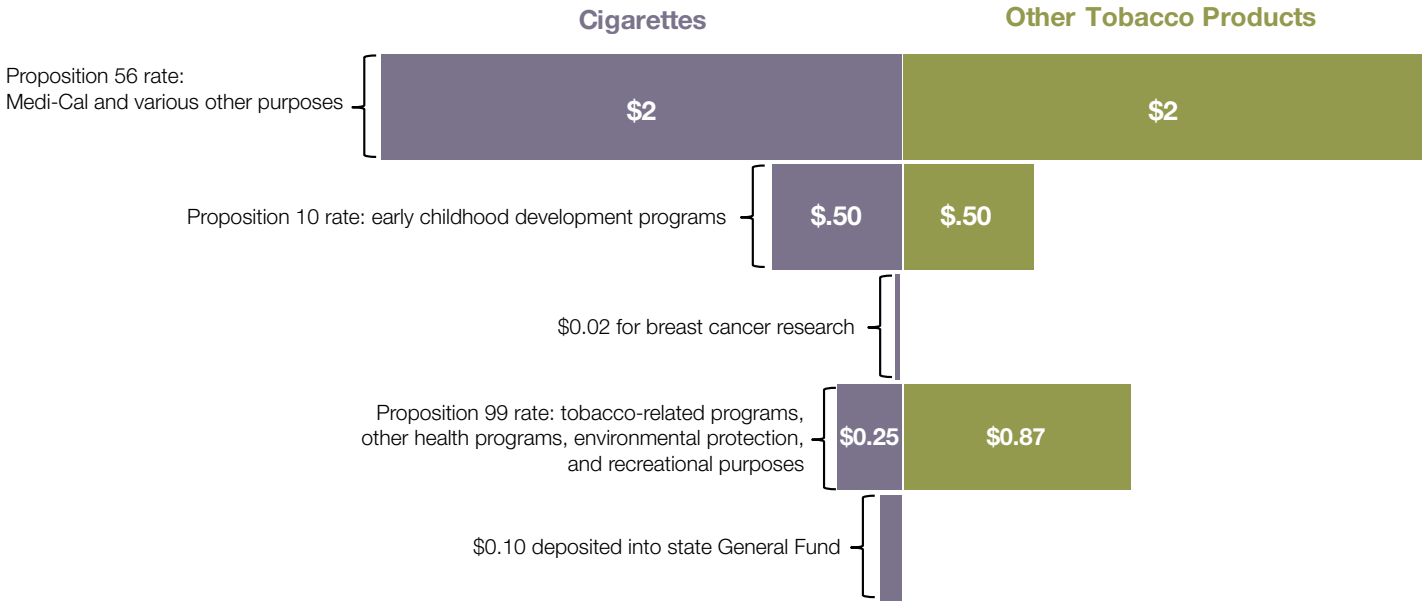 Cigarettes
Other Tobacco Products
Proposition 56 rate:
Medi-Cal and various other purposes
$2
$2
Proposition 10 rate: early childhood development programs
$.50
$.50
$0.02 for breast cancer research
Proposition 99 rate: tobacco-related programs,
other health programs, environmental protection,
and recreational purposes
$0.25
$0.87
$0.10 deposited into state General Fund